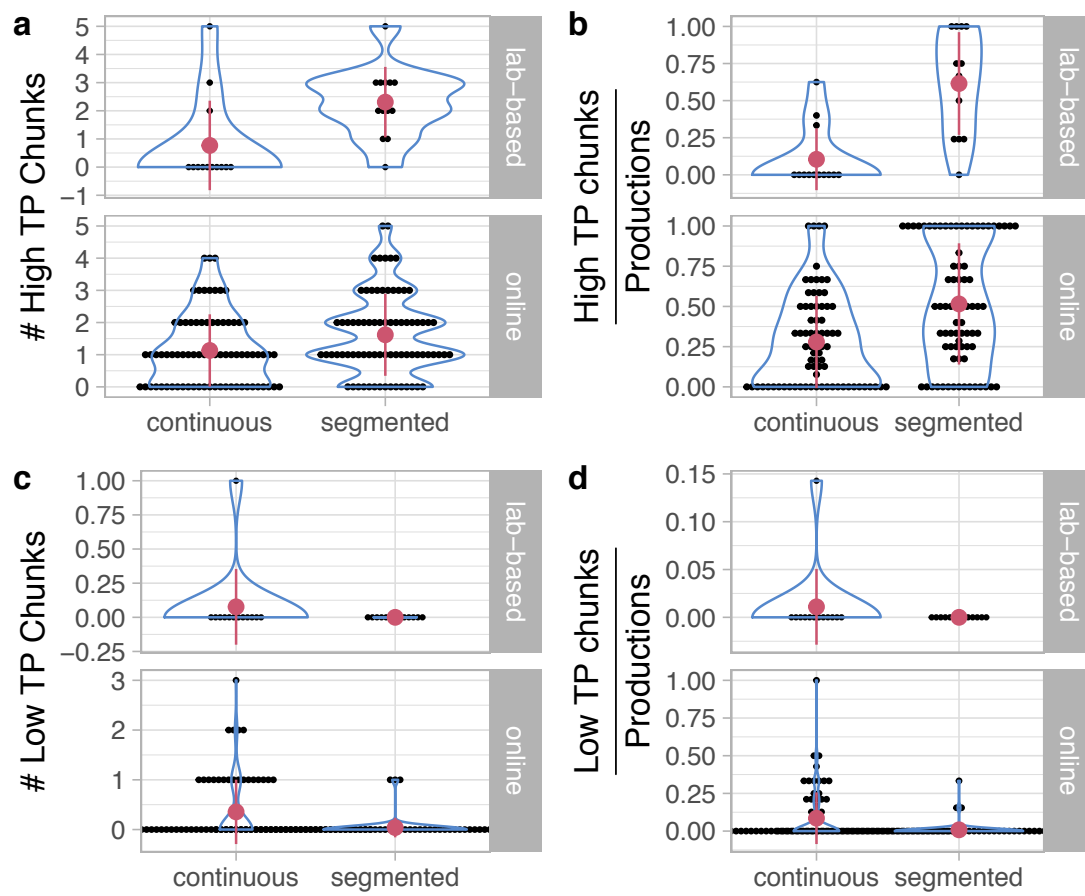 a
# High TP Chunks
5
4
3
2
1
0
−1
lab−based
5
4
3
2
1
0
online
continuous
segmented
b
High TP chunks
Productions
1.00
0.75
0.50
0.25
0.00
lab−based
1.00
0.75
0.50
0.25
0.00
online
continuous
segmented
c
# Low TP Chunks
1.00
0.75
0.50
0.25
0.00
−0.25
lab−based
3
2
1
0
online
continuous
segmented
d
Low TP chunks
Productions
0.15
0.10
0.05
0.00
lab−based
1.00
0.75
0.50
0.25
0.00
online
continuous
segmented